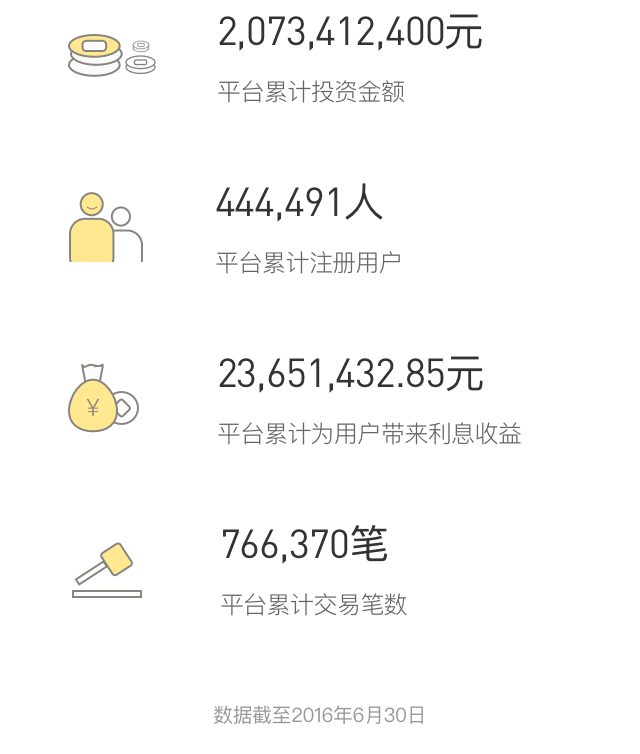 2,073,412,400元
平台累计投资金额
444,491人
平台累计注册用户
¥
23,651,432.85元
平台累计为用户带来利息收益
766,370笔
平台累计交易笔数
数据截至2016年6月30日